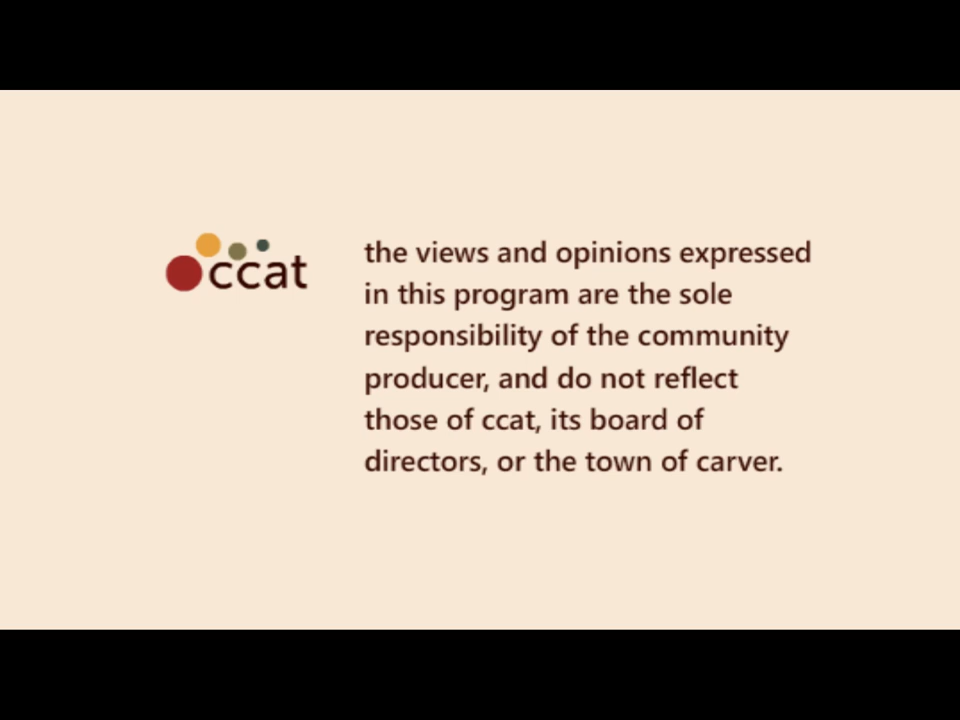 ccat
the views and opinions expressed
in this program are the sole
responsibility of the community
producer, and do not reflect
those of ccat, its board of
directors, or the town of carver.